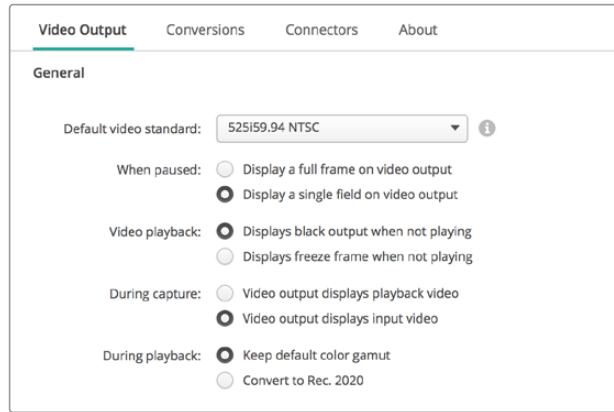 Video Output Conversions Connectors About
General
Default video standard: 525i59.94 NTSC
When paused: Display a full frame on video output
Display a single field on video output
Video playback: Displays black output when not playing
Displays freeze frame when not playing
During capture: Video output displays playback video
Video output displays input video
During playback: Keep default color gamut
Convert to Rec. 2020